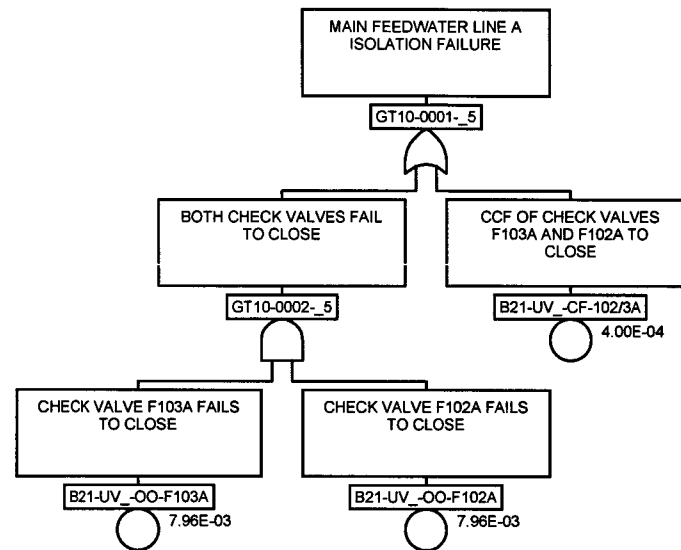 MAIN FEEDWATER LINE A
ISOLATION FAILURE
GT10-0001-_5
BOTH CHECK VALVES FAIL
TO CLOSE
GT10-0002-_5
CCF OF CHECK VALVES
F103A AND F102A TO
CLOSE
B21-UV_-CF-102/3A
4.00E-04
CHECK VALVE F103A FAILS
TO CLOSE
B21-UV_-OO-F103A
7.96E-03
CHECK VALVE F102A FAILS
TO CLOSE
B21-UV_-OO-F102A
7.96E-03